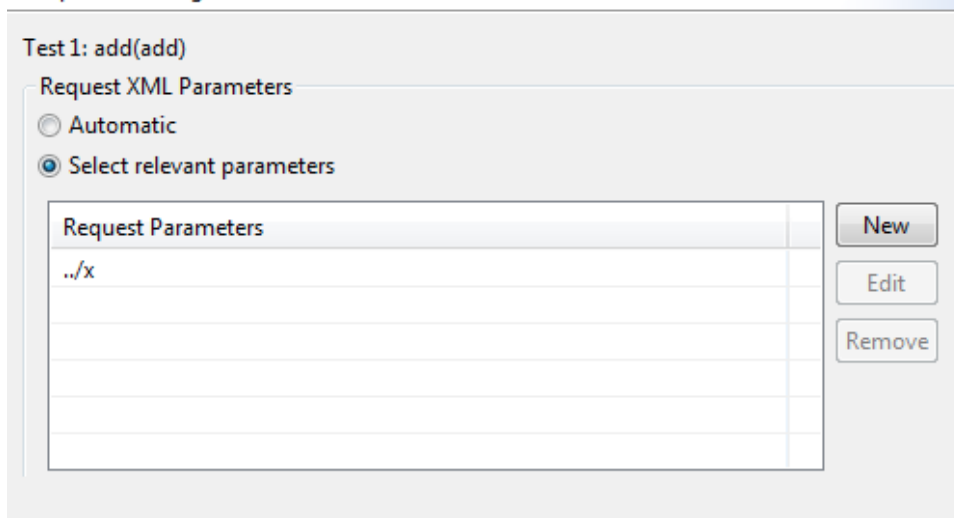 Test 1: add(add)
Request XML Parameters
Automatic
Select relevant parameters
Request Parameters
../x
New
Edit
Remove